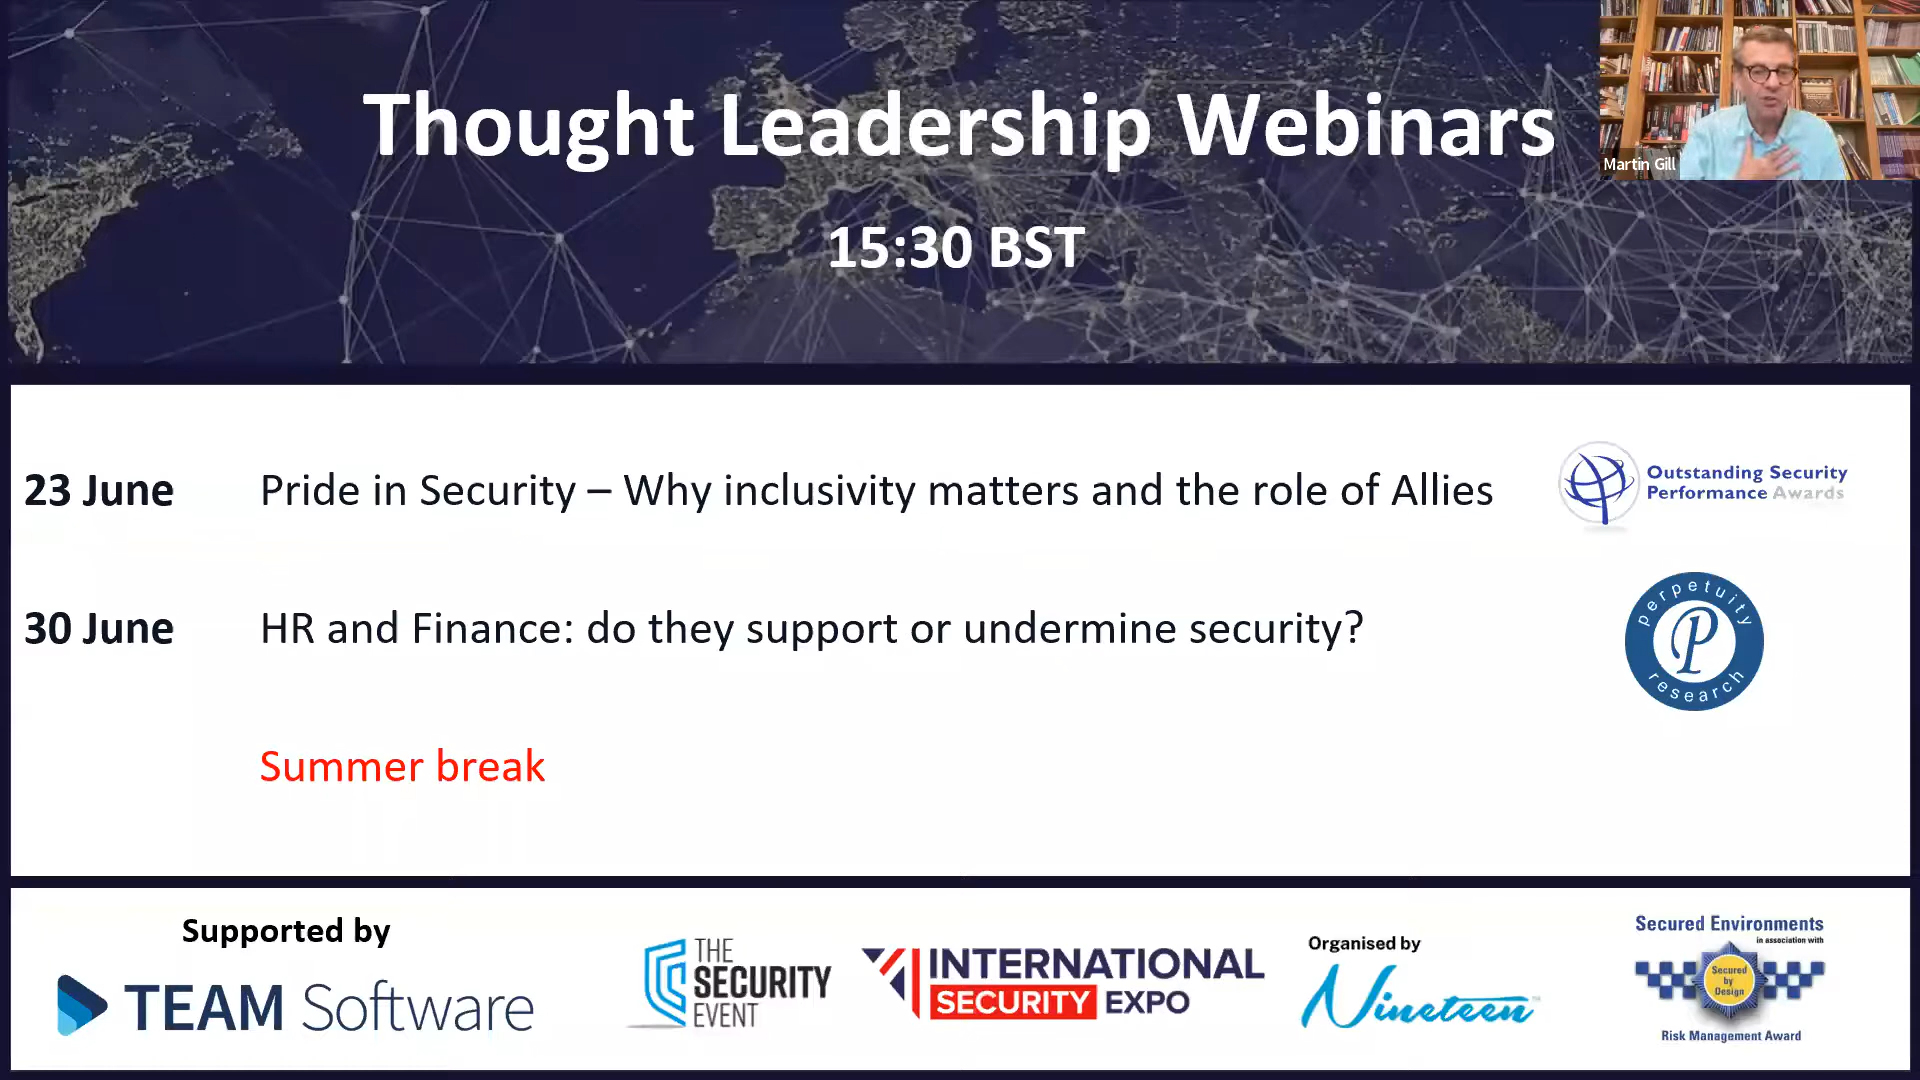 Thought Leadership Webinars
15:30 BST
Martin Gill
23 June Pride in Security – Why inclusivity matters and the role of Allies
Outstanding Security
Performance Awards
30 June HR and Finance: do they support or undermine security?
perpetuity
P
research
Summer break
Supported by
TEAM Software
THE
SECURITY
EVENT
INTERNATIONAL
SECURITY EXPO
Organised by
Nineteen
Secured Environments
in association with
Secured
by
Design
Risk Management Award